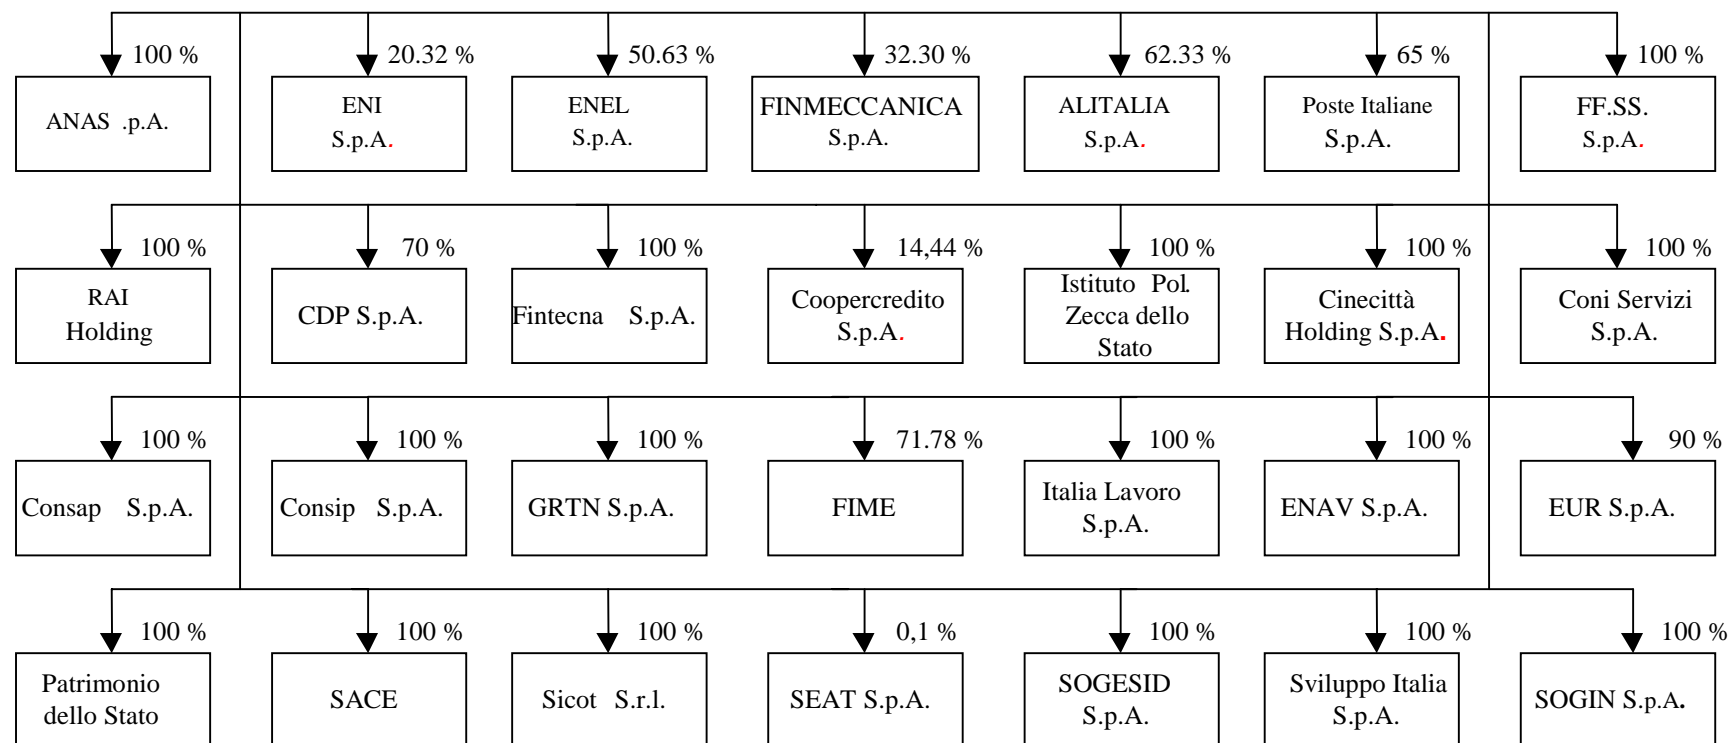 100 %
20.32 %
50.63 %
32.30 %
62.33 %
65 %
100 %
ANAS .p.A.
ENI
S.p.A.
ENEL
S.p.A.
FINMECCANICA
S.p.A.
ALITALIA
S.p.A.
Poste Italiane
S.p.A.
FF.SS.
S.p.A.
100 %
70 %
100 %
14,44 %
100 %
100 %
100 %
RAI
Holding
CDP S.p.A.
Fintecna S.p.A.
Coopercredito
S.p.A.
Istituto Pol.
Zecca dello
Stato
Cinecittà
Holding S.p.A.
Coni Servizi
S.p.A.
100 %
100 %
100 %
71.78 %
100 %
100 %
90 %
Consap S.p.A.
Consip S.p.A.
GRTN S.p.A.
FIME
Italia Lavoro
S.p.A.
ENAV S.p.A.
EUR S.p.A.
100 %
100 %
100 %
0,1 %
100 %
100 %
100 %
Patrimonio
dello Stato
SACE
Sicot S.r.l.
SEAT S.p.A.
SOGESID
S.p.A.
Sviluppo Italia
S.p.A.
SOGIN S.p.A.